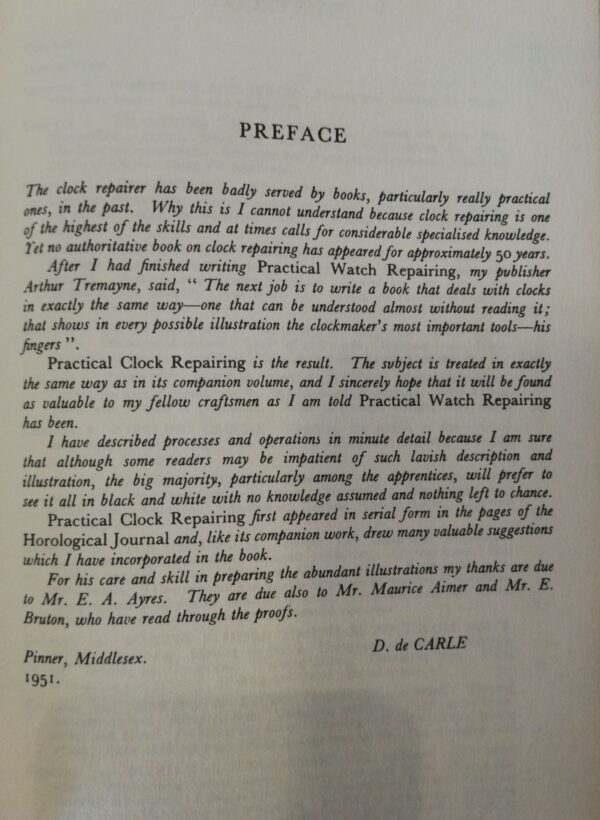 PREFACE
The clock repairer has been badly served by books, particularly really practical
ones, in the past. Why this is I cannot understand because clock repairing is one
of the highest of the skills and at times calls for considerable specialised knowledge.
Yet no authoritative book on clock repairing has appeared for approximately 50 years.
After I had finished writing Practical Watch Repairing, my publisher
Arthur Tremayne, said, " The next job is to write a book that deals with clocks
in exactly the same way—one that can be understood almost without reading it;
that shows in every possible illustration the clockmaker's most important tools—his
fingers ".
Practical Clock Repairing is the result. The subject is treated in exactly
the same way as in its companion volume, and I sincerely hope that it will be found
as valuable to my fellow craftsmen as I am told Practical Watch Repairing
has been.
I have described processes and operations in minute detail because I am sure
that although some readers may be impatient of such lavish description and
illustration, the big majority, particularly among the apprentices, will prefer to
see it all in black and white with no knowledge assumed and nothing left to chance.
Practical Clock Repairing first appeared in serial form in the pages of the
Horological Journal and, like its companion work, drew many valuable suggestions
which I have incorporated in the book.
For his care and skill in preparing the abundant illustrations my thanks are due
to Mr. E. A. Ayres. They are due also to Mr. Maurice Aimer and Mr. E.
Bruton, who have read through the proofs.
D. de CARLE
Pinner, Middlesex.
1951.